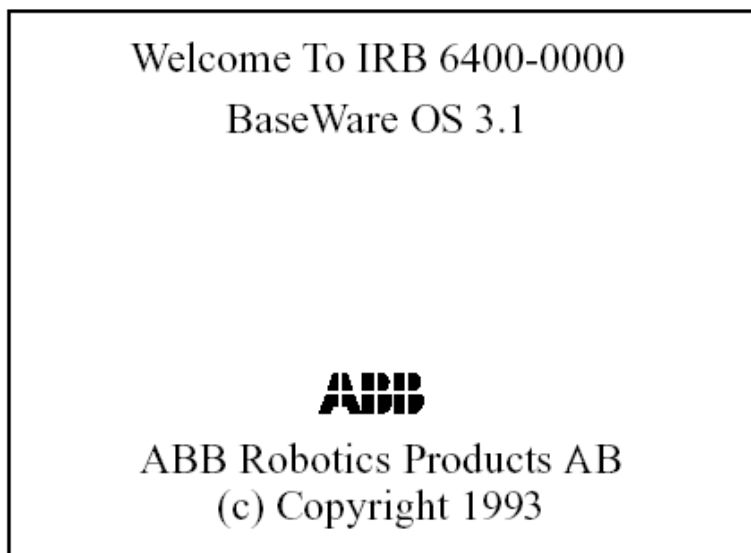 Welcome To IRB 6400-0000
BaseWare OS 3.1
ABB
ABB Robotics Products AB
(c) Copyright 1993